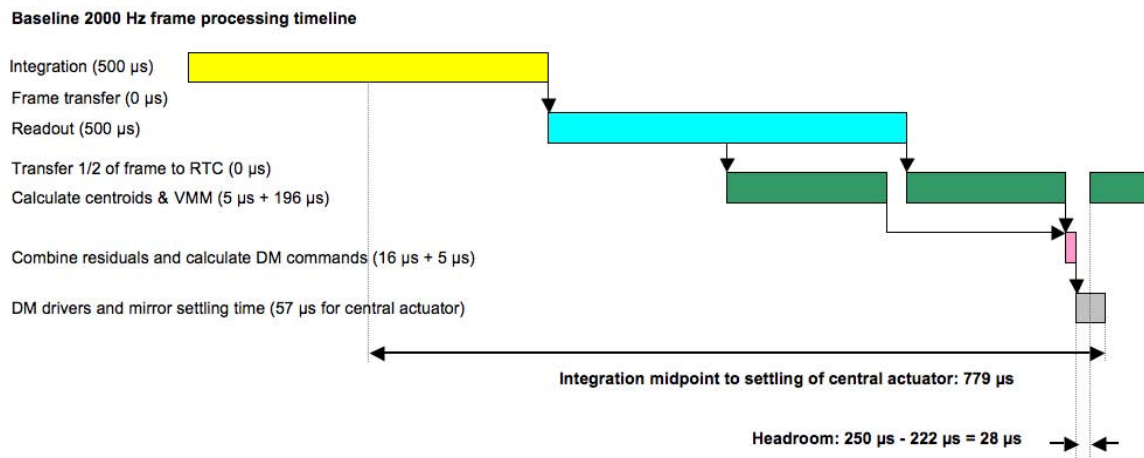 Baseline 2000 Hz frame processing timeline
Integration (500 µs)
Frame transfer (0 µs)
Readout (500 µs)
Transfer 1/2 of frame to RTC (0 µs)
Calculate centroids & VMM (5 µs + 196 µs)
Combine residuals and calculate DM commands (16 µs + 5 µs)
DM drivers and mirror settling time (57 µs for central actuator)
Integration midpoint to settling of central actuator: 779 µs
Headroom: 250 µs - 222 µs = 28 µs